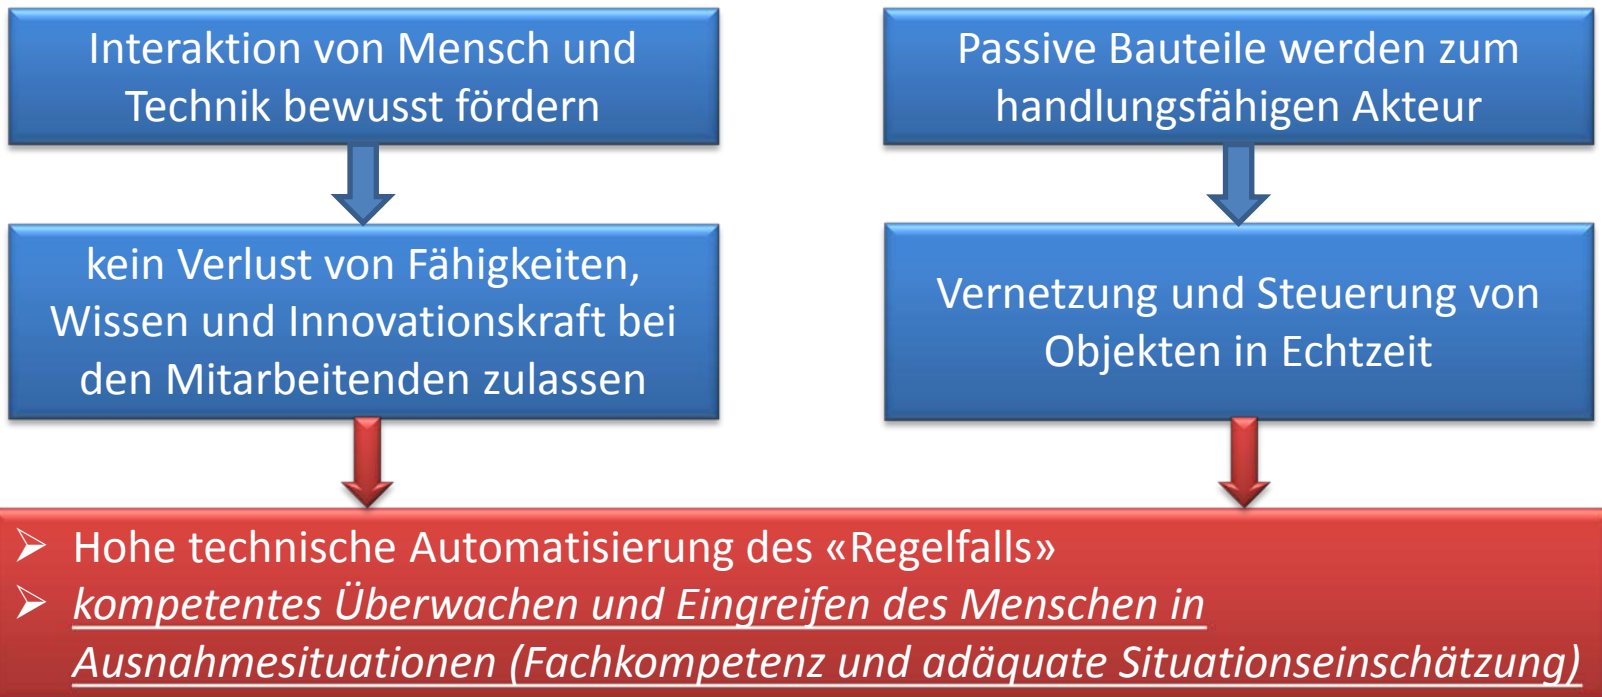 Interaktion von Mensch und
Technik bewusst fördern
Passive Bauteile werden zum
handlungsfähigen Akteur
kein Verlust von Fähigkeiten,
Wissen und Innovationskraft bei
den Mitarbeitenden zulassen
Vernetzung und Steuerung von
Objekten in Echtzeit
➢ Hohe technische Automatisierung des «Regelfalls»
➢ kompetentes Überwachen und Eingreifen des Menschen in
Ausnahmesituationen (Fachkompetenz und adäquate Situationseinschätzung)